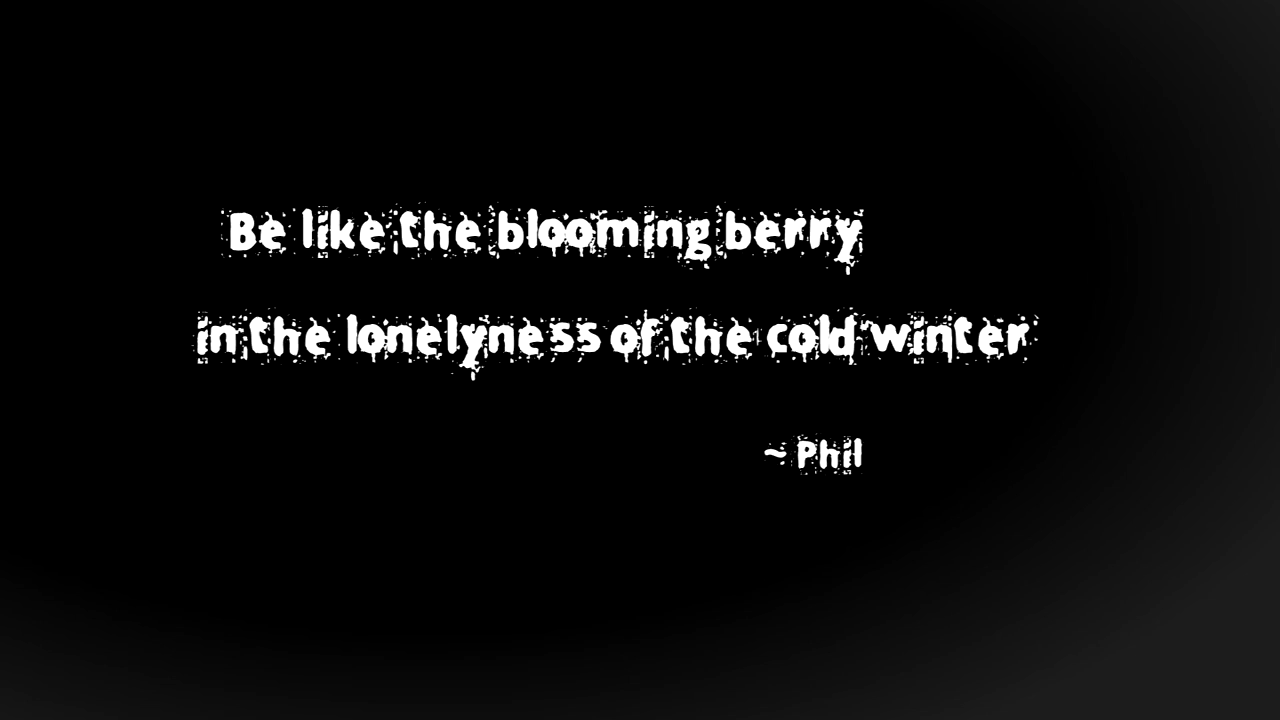 Be like the blooming berry
in the lonelyness of the cold winter
~ Phil